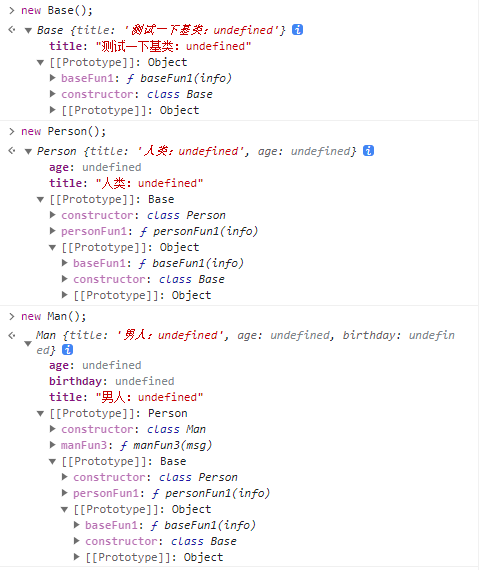 > new Base();
Base {title: '测试一下基类：undefined'} i
title: "测试一下基类：undefined"
[[Prototype]]: Object
baseFun1: ƒ baseFun1(info)
constructor: class Base
[[Prototype]]: Object
> new Person();
Person {title: '人类：undefined', age: undefined} i
age: undefined
title: "人类：undefined"
[[Prototype]]: Base
constructor: class Person
personFun1: ƒ personFun1(info)
[[Prototype]]: Object
baseFun1: ƒ baseFun1(info)
constructor: class Base
[[Prototype]]: Object
> new Man();
Man {title: '男人：undefined', age: undefined, birthday: undefin
ed} i
age: undefined
birthday: undefined
title: "男人：undefined"
[[Prototype]]: Person
constructor: class Man
manFun3: ƒ manFun3(msg)
[[Prototype]]: Base
constructor: class Person
personFun1: ƒ personFun1(info)
[[Prototype]]: Object
baseFun1: ƒ baseFun1(info)
constructor: class Base
[[Prototype]]: Object